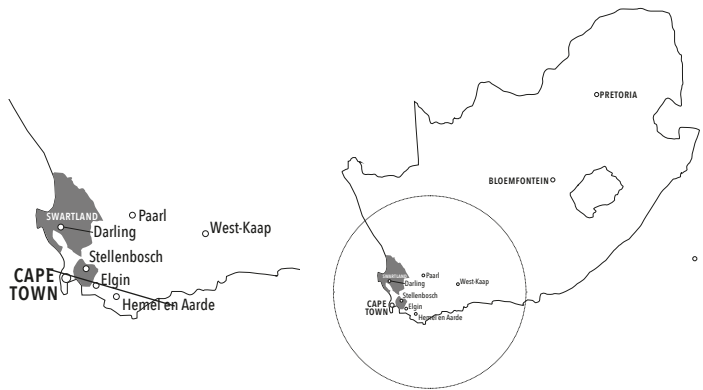 SWARTLAND
Paarl
Darling
West-Kaap
Stellenbosch
CAPE
TOWN
Elgin
Hemel en Aarde
PRETORIA
BLOEMFONTEIN
SWARTLAND
Paarl
Darling
West-Kaap
Stellenbosch
CAPE
TOWN
Elgin
Hemel en Aarde